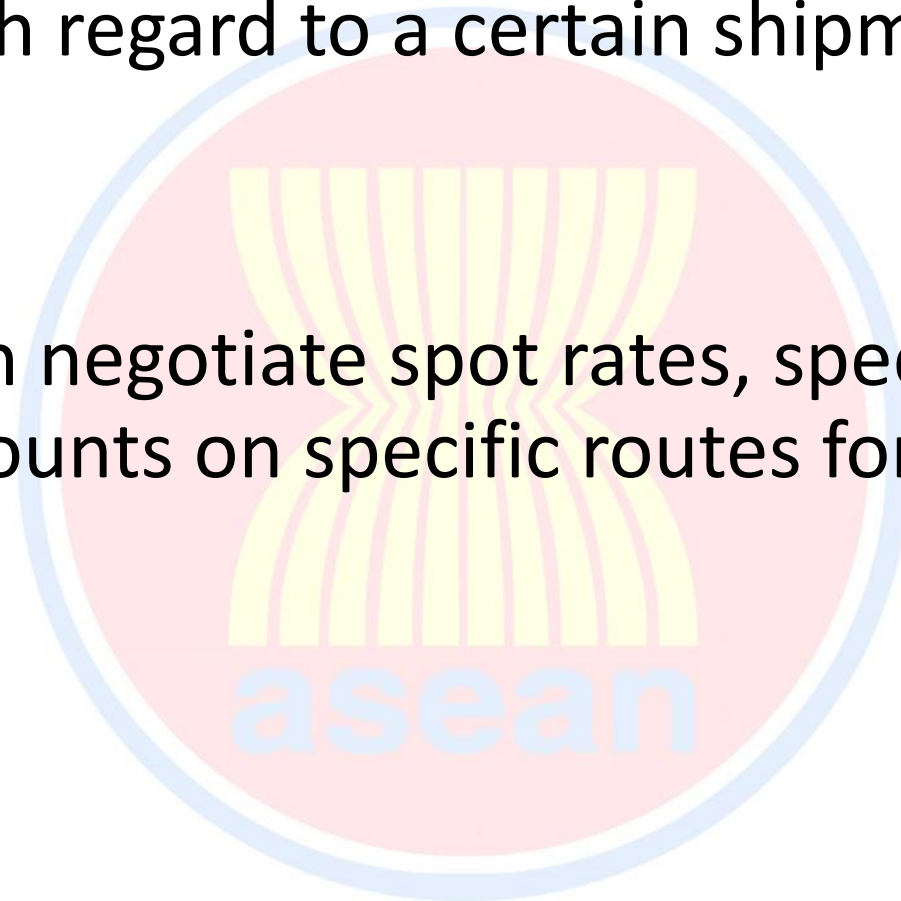 h regard to a certain shipm
n negotiate spot rates, spec
ounts on specific routes for
asean